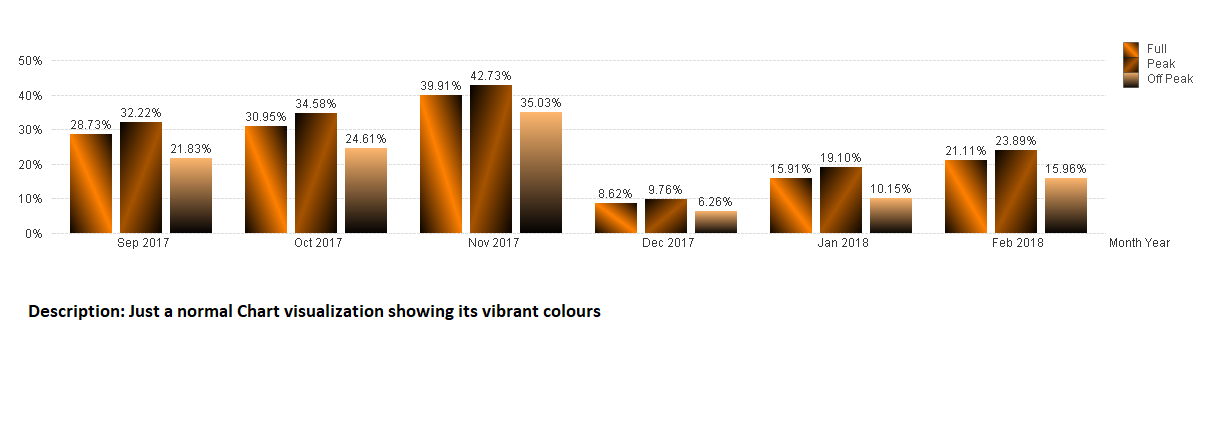 Full
Peak
Off Peak
50%
40%
30%
20%
10%
0%
28.73% 32.22% 21.83%
30.95% 34.58% 24.61%
39.91% 42.73% 35.03%
8.62% 9.76% 6.26%
15.91% 19.10% 10.15%
21.11% 23.89% 15.96%
Sep 2017 Oct 2017 Nov 2017 Dec 2017 Jan 2018 Feb 2018 Month Year
Description: Just a normal Chart visualization showing its vibrant colours